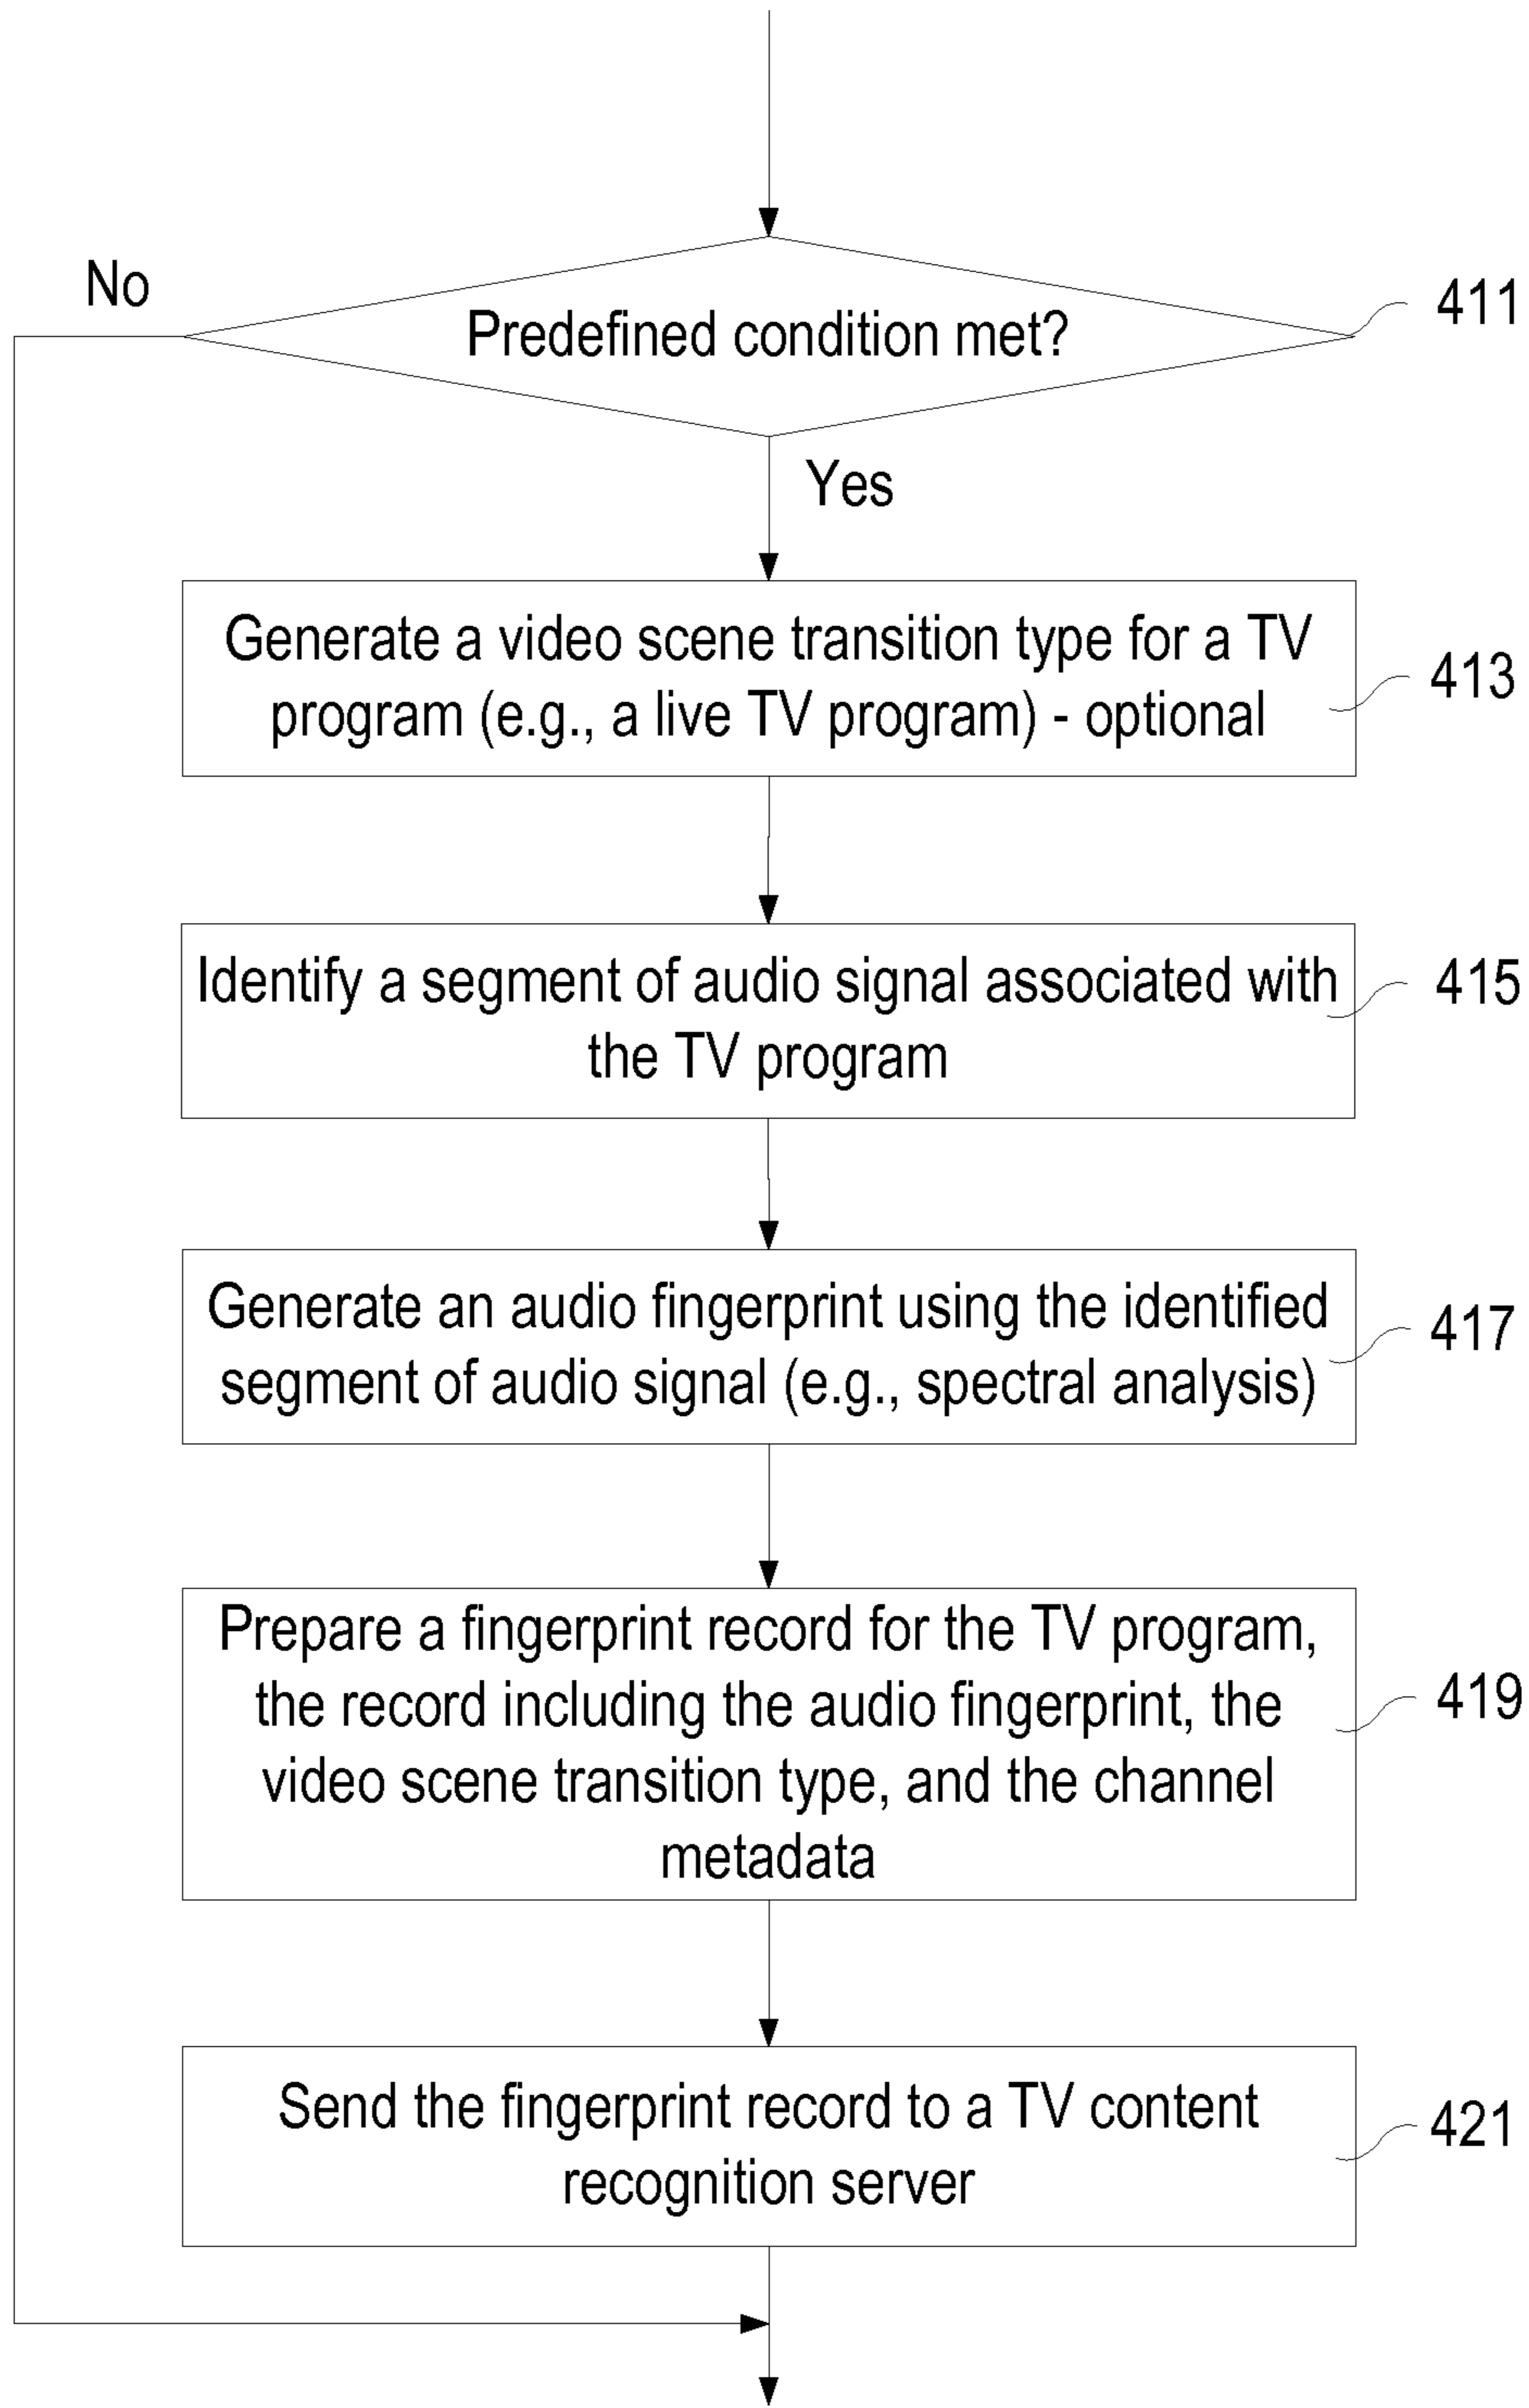 No
Predefined condition met?
411
Yes
Generate a video scene transition type for a TV
program (e.g., a live TV program) - optional
413
Identify a segment of audio signal associated with
the TV program
415
Generate an audio fingerprint using the identified
segment of audio signal (e.g., spectral analysis)
417
Prepare a fingerprint record for the TV program,
the record including the audio fingerprint, the
video scene transition type, and the channel
metadata
419
Send the fingerprint record to a TV content
recognition server
421